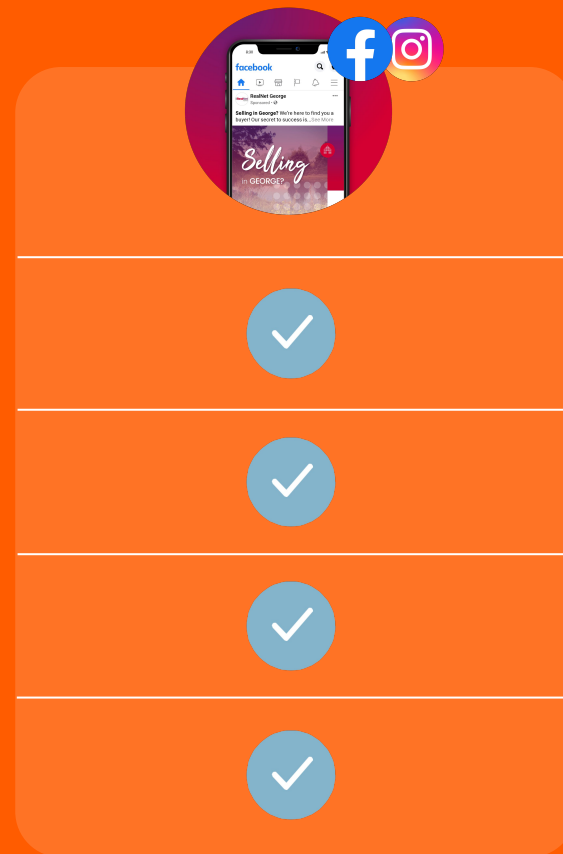 facebook
RealNet George
Sponsored ·
Selling in George? We're here to find you a
buyer! Our secret to success is...See More
Selling
in GEORGE?